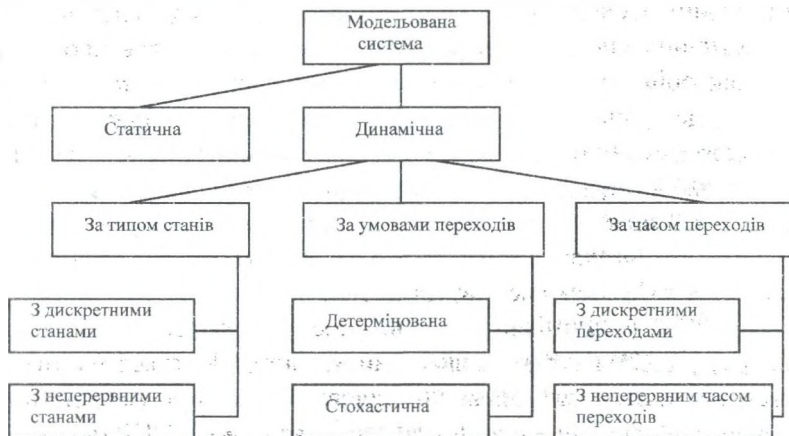 Модельована
система
Статична
Динамічна
За типом станів
За умовами переходів
За часом переходів
З дискретними
станами
Детермінована
З дискретними
переходами
З неперервними
станами
Стохастична
З неперервним часом
переходів